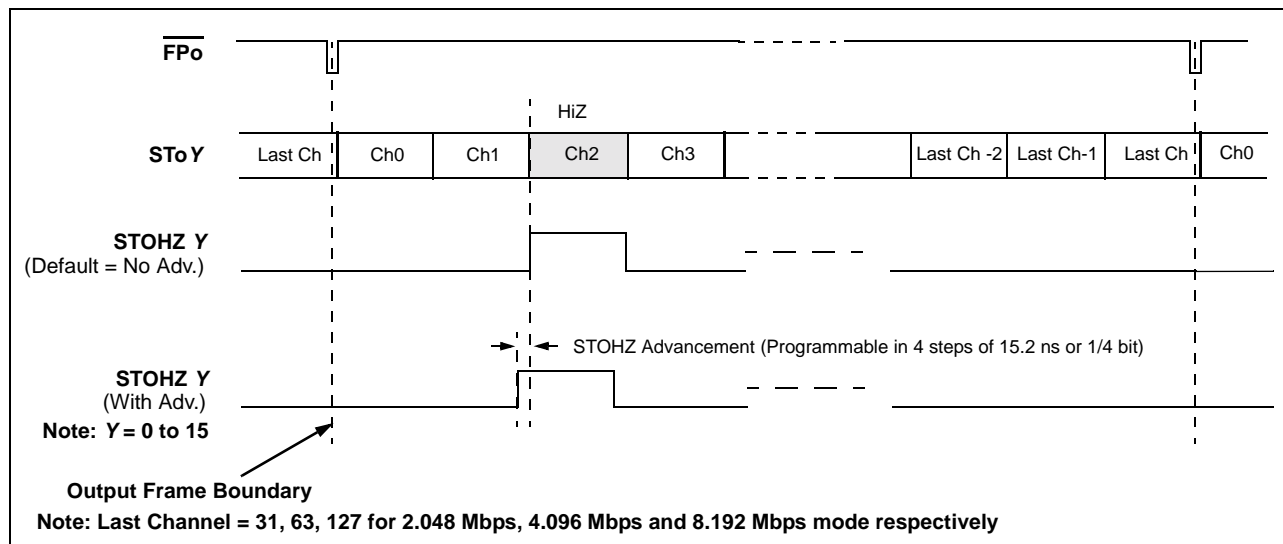 FPo
HiZ
SToY
Last Ch
Ch0
Ch1
Ch2
Ch3
Last Ch -2
Last Ch-1
Last Ch
Ch0
STOHZ Y
(Default = No Adv.)
STOHZ Advancement (Programmable in 4 steps of 15.2 ns or 1/4 bit)
STOHZ Y
(With Adv.)
Note: Y = 0 to 15
Output Frame Boundary
Note: Last Channel = 31, 63, 127 for 2.048 Mbps, 4.096 Mbps and 8.192 Mbps mode respectively